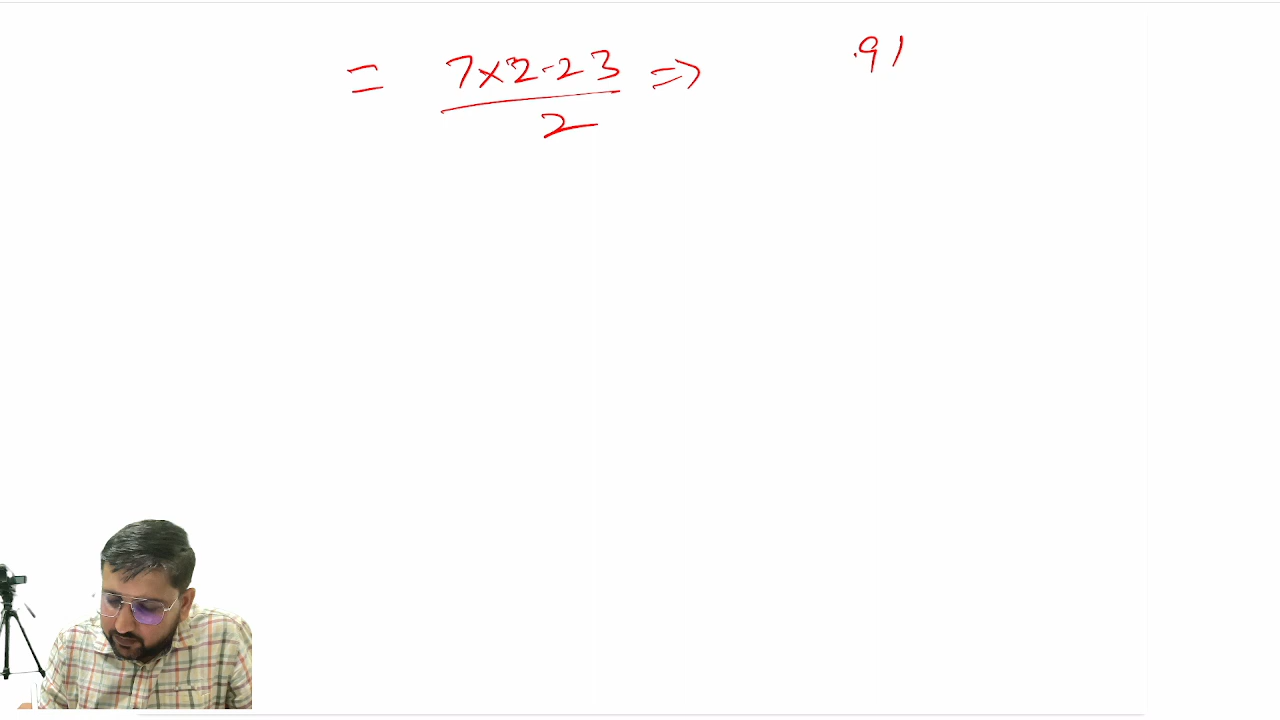 = 7×2-23 / 2 ⇒ .91